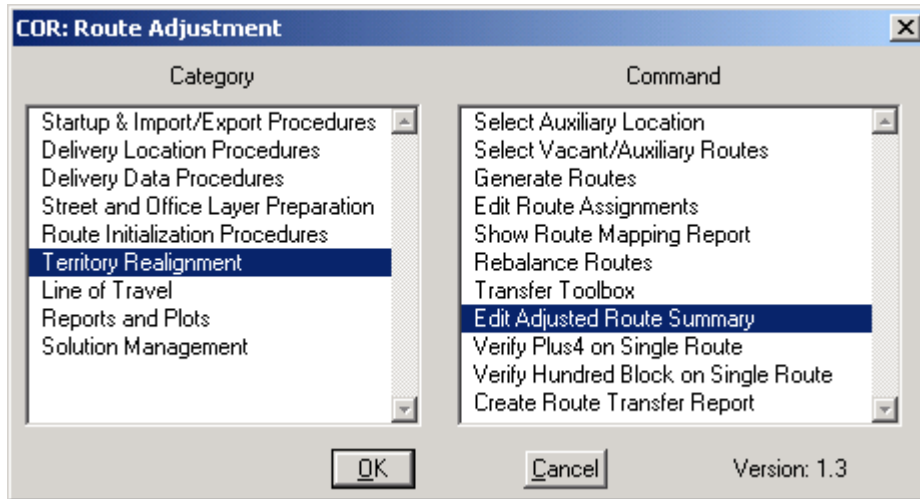 COR: Route Adjustment
Category
Startup & Import/Export Procedures
Delivery Location Procedures
Delivery Data Procedures
Street and Office Layer Preparation
Route Initialization Procedures
Territory Realignment
Line of Travel
Reports and Plots
Solution Management
Command
Select Auxiliary Location
Select Vacant/Auxiliary Routes
Generate Routes
Edit Route Assignments
Show Route Mapping Report
Rebalance Routes
Transfer Toolbox
Edit Adjusted Route Summary
Verify Plus4 on Single Route
Verify Hundred Block on Single Route
Create Route Transfer Report
OK
Cancel
Version: 1.3